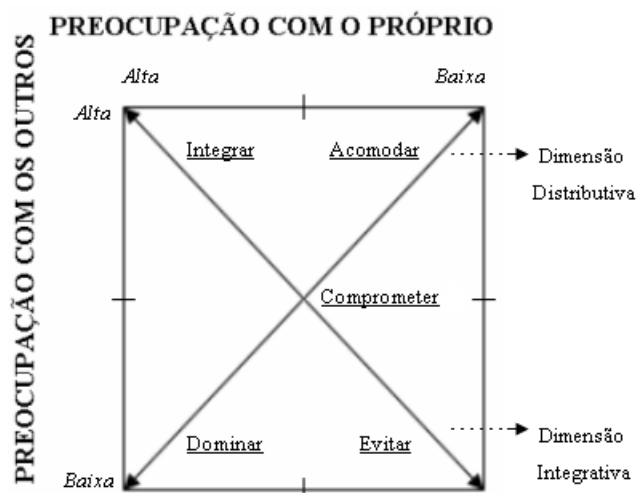 PREOCUPAÇÃO COM O PRÓPRIO
Alta
Baixa
PREOCUPAÇÃO COM OS OUTROS
Alta
Integrar
Acomodar
Dimensão
Distributiva
Comprometer
Dominar
Evitar
Dimensão
Integrativa
Baixa